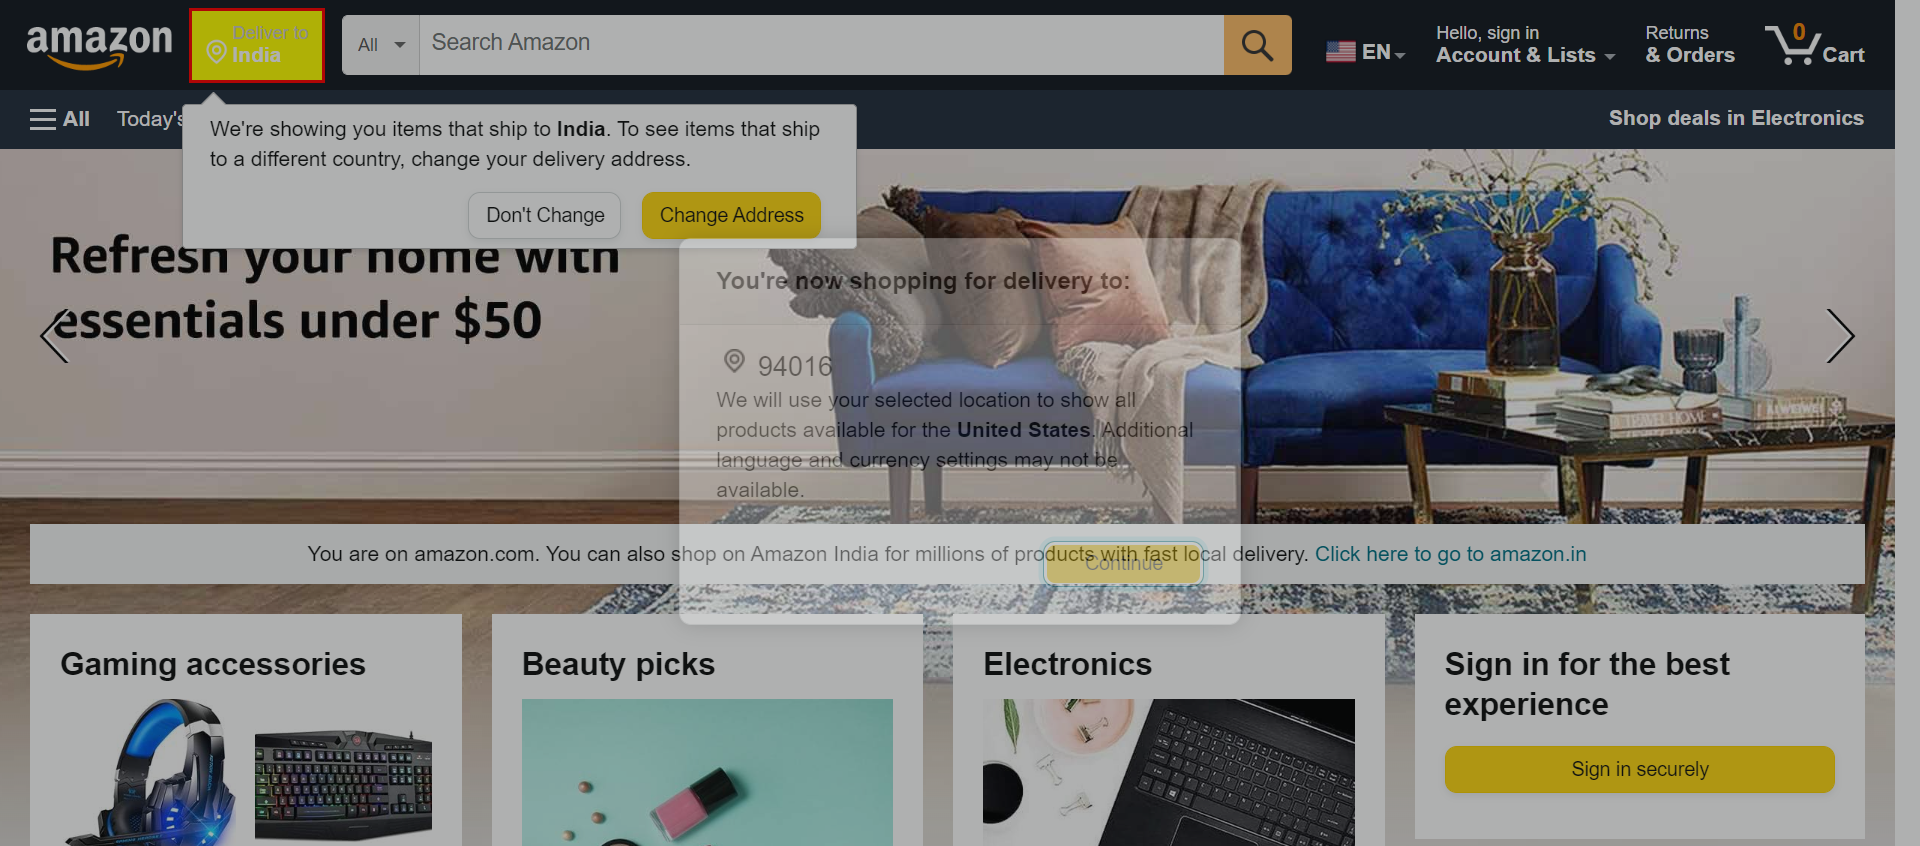 amazon
Deliver to
India
All
Search Amazon
EN
Hello, sign in
Account & Lists
Returns
& Orders
0
Cart
All
Today's
Shop deals in Electronics
We're showing you items that ship to India. To see items that ship
to a different country, change your delivery address.
Don't Change
Change Address
Refresh your home with
essentials under $50
You're now shopping for delivery to:
94016
We will use your selected location to show all
products available for the United States. Additional
language and currency settings may not be
available.
Continue
You are on amazon.com. You can also shop on Amazon India for millions of products with fast local delivery. Click here to go to amazon.in
Gaming accessories
Beauty picks
Electronics
Sign in for the best
experience
Sign in securely